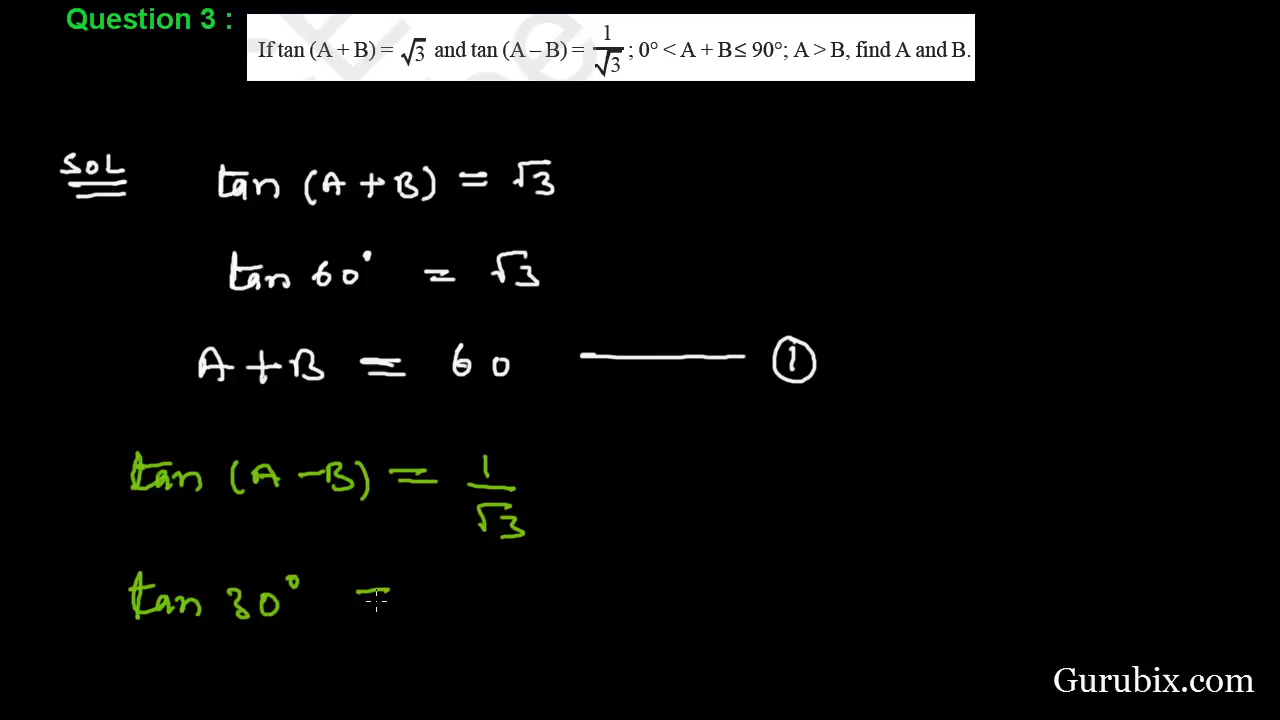 Question 3 :
If tan (A + B) = √3 and tan (A – B) = 1/√3 ; 0° < A + B ≤ 90°; A > B, find A and B.
SOL
tan (A + B) = √3
tan 60° = √3
A + B = 60 —— ①
tan (A - B) = 1/√3
tan 30° =
Gurubix.com